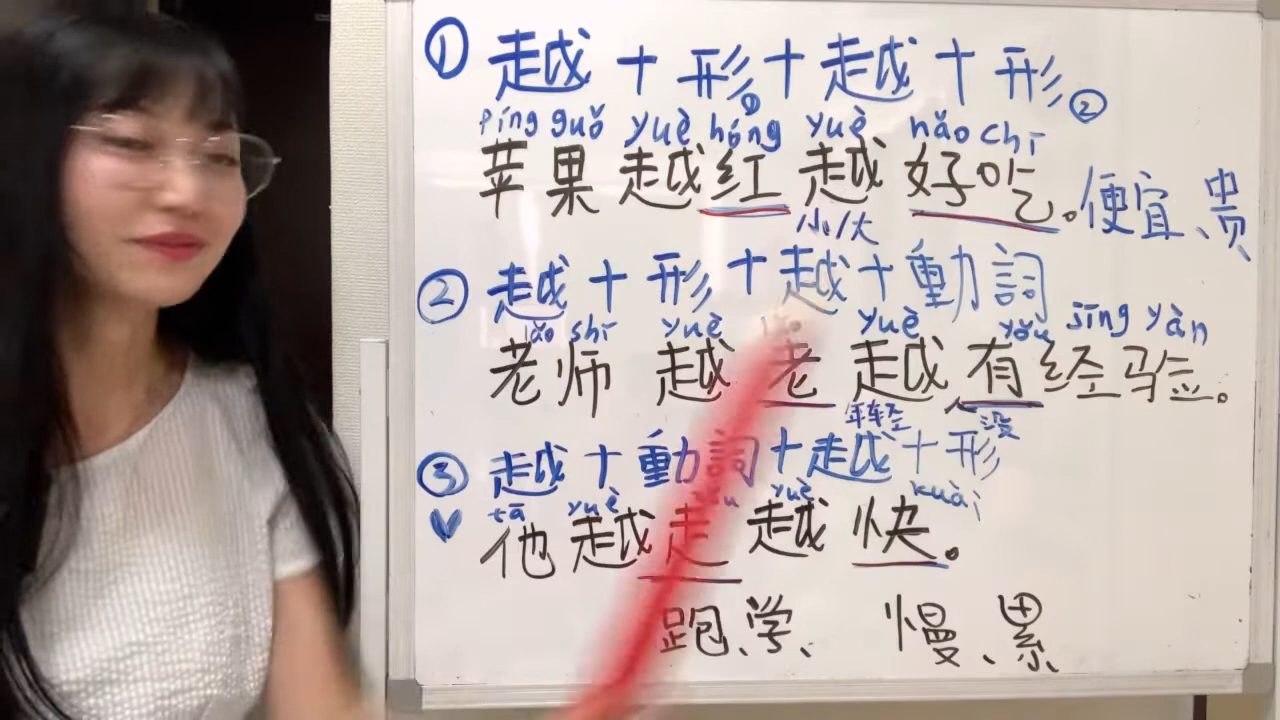 ① 越+形①+越+形②
píng guǒ yuè hóng yuè hǎo chī
苹果越红越好吃。便宜、貴
小/大
② 越+形+越+動詞
lǎo shī yuè lǎo yuè yǒu jīng yàn
老师越老越有经验。
年轻 没
③ 越+動詞+越+形
tā yuè yuè kuài
他越走越快。
跑、学、 慢、累